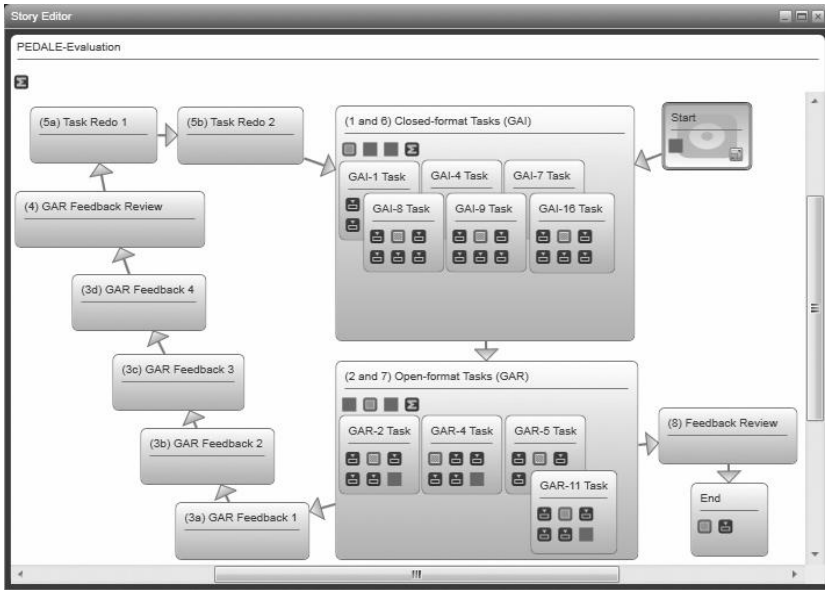 Story Editor
PEDALE-Evaluation
(5a) Task Redo 1
(5b) Task Redo 2
(1 and 6) Closed-format Tasks (GAI)
Start
GAI-1 Task
GAI-4 Task
GAI-7 Task
(4) GAR Feedback Review
GAI-8 Task
GAI-9 Task
GAI-16 Task
(3d) GAR Feedback 4
(3c) GAR Feedback 3
(2 and 7) Open-format Tasks (GAR)
(3b) GAR Feedback 2
GAR-2 Task
GAR-4 Task
GAR-5 Task
(8) Feedback Review
GAR-11 Task
(3a) GAR Feedback 1
End